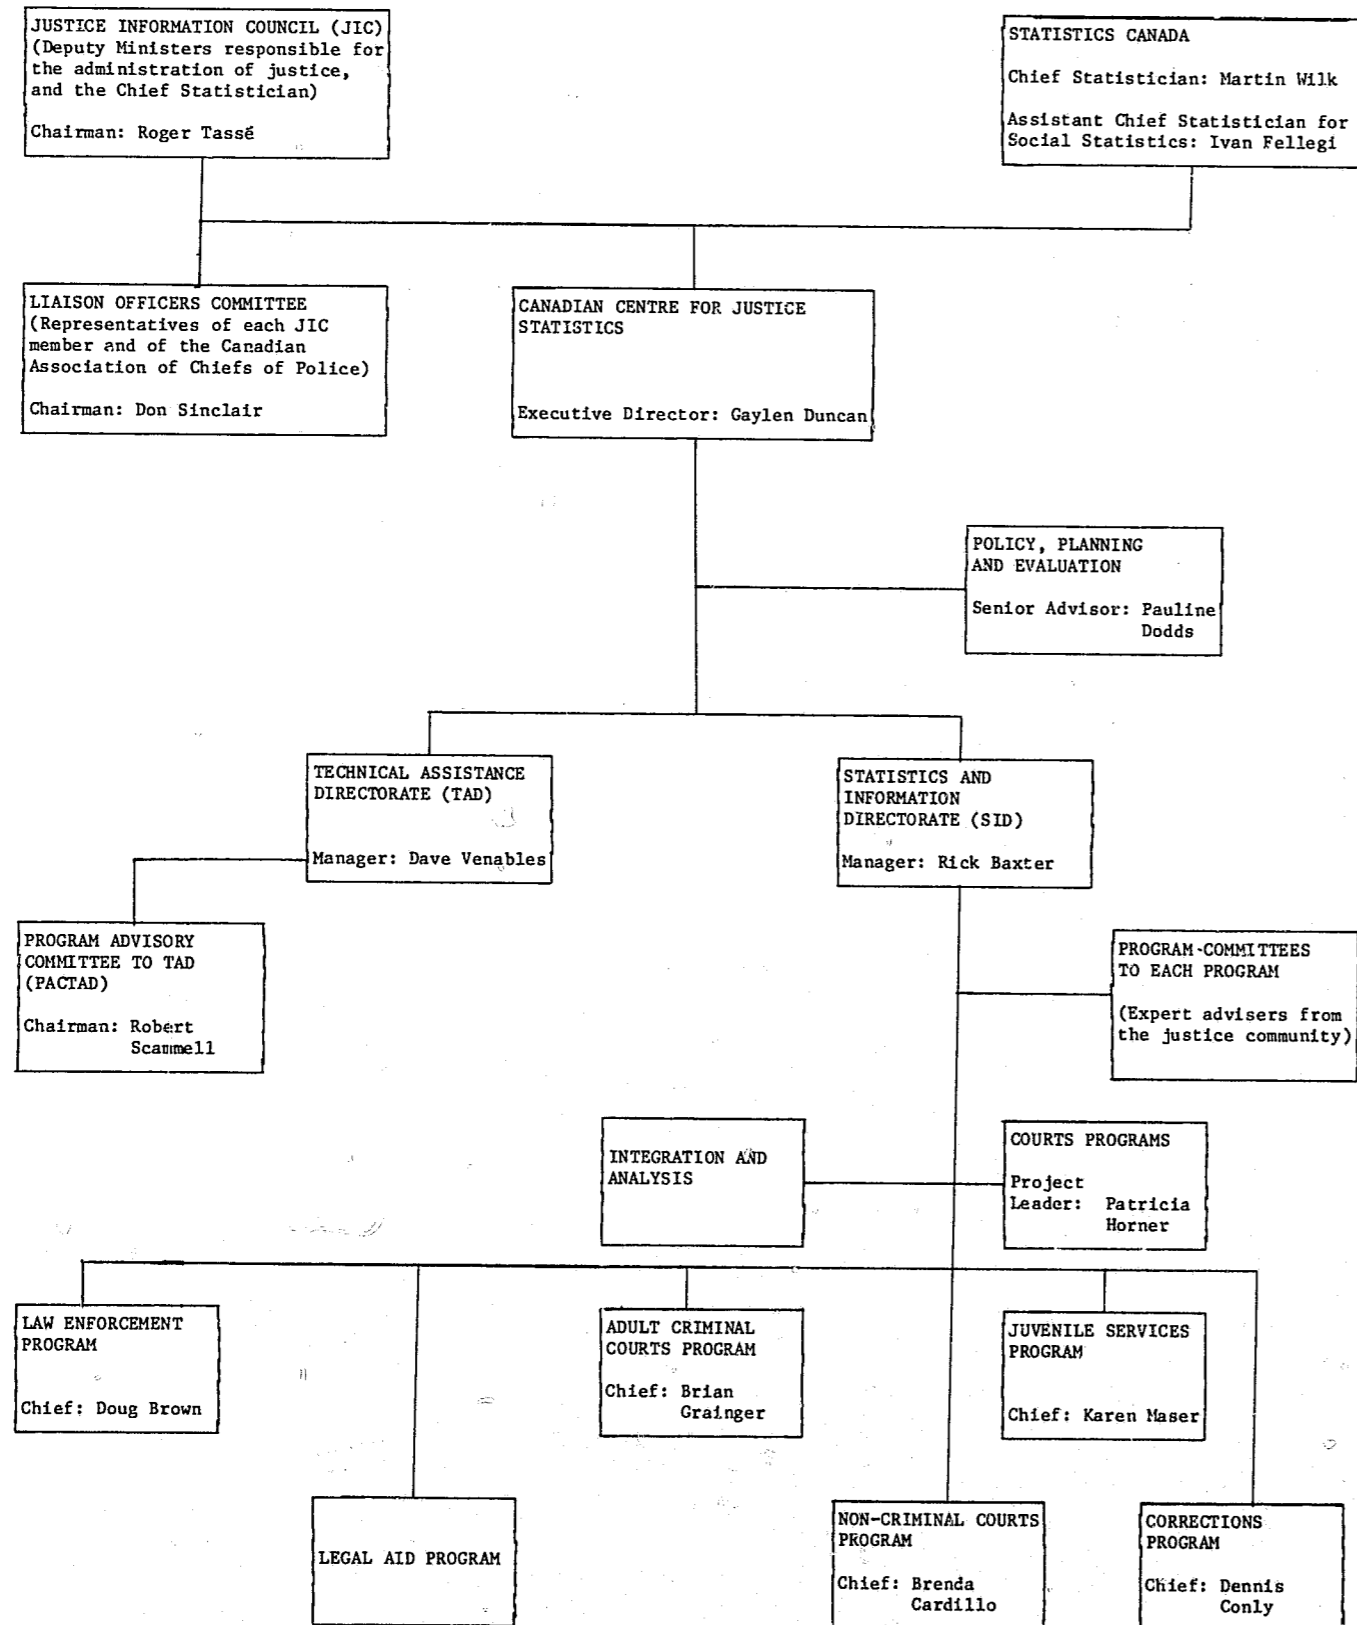 JUSTICE INFORMATION COUNCIL (JIC)
(Deputy Ministers responsible for
the administration of justice,
and the Chief Statistician)
Chairman: Roger Tassé
STATISTICS CANADA
Chief Statistician: Martin Wilk
Assistant Chief Statistician for
Social Statistics: Ivan Fellegi
LIAISON OFFICERS COMMITTEE
(Representatives of each JIC
member and of the Canadian
Association of Chiefs of Police)
Chairman: Don Sinclair
CANADIAN CENTRE FOR JUSTICE
STATISTICS
Executive Director: Gaylen Duncan
POLICY, PLANNING
AND EVALUATION
Senior Advisor: Pauline
Dodds
TECHNICAL ASSISTANCE
DIRECTORATE (TAD)
Manager: Dave Venables
STATISTICS AND
INFORMATION
DIRECTORATE (SID)
Manager: Rick Baxter
PROGRAM ADVISORY
COMMITTEE TO TAD
(PACTAD)
Chairman: Robert
Scammell
PROGRAM-COMMITTEES
TO EACH PROGRAM
(Expert advisers from
the justice community)
INTEGRATION AND
ANALYSIS
COURTS PROGRAMS
Project
Leader: Patricia
Horner
LAW ENFORCEMENT
PROGRAM
Chief: Doug Brown
ADULT CRIMINAL
COURTS PROGRAM
Chief: Brian
Grainger
JUVENILE SERVICES
PROGRAM
Chief: Karen Maser
LEGAL AID PROGRAM
NON-CRIMINAL COURTS
PROGRAM
Chief: Brenda
Cardillo
CORRECTIONS
PROGRAM
Chief: Dennis
Conly